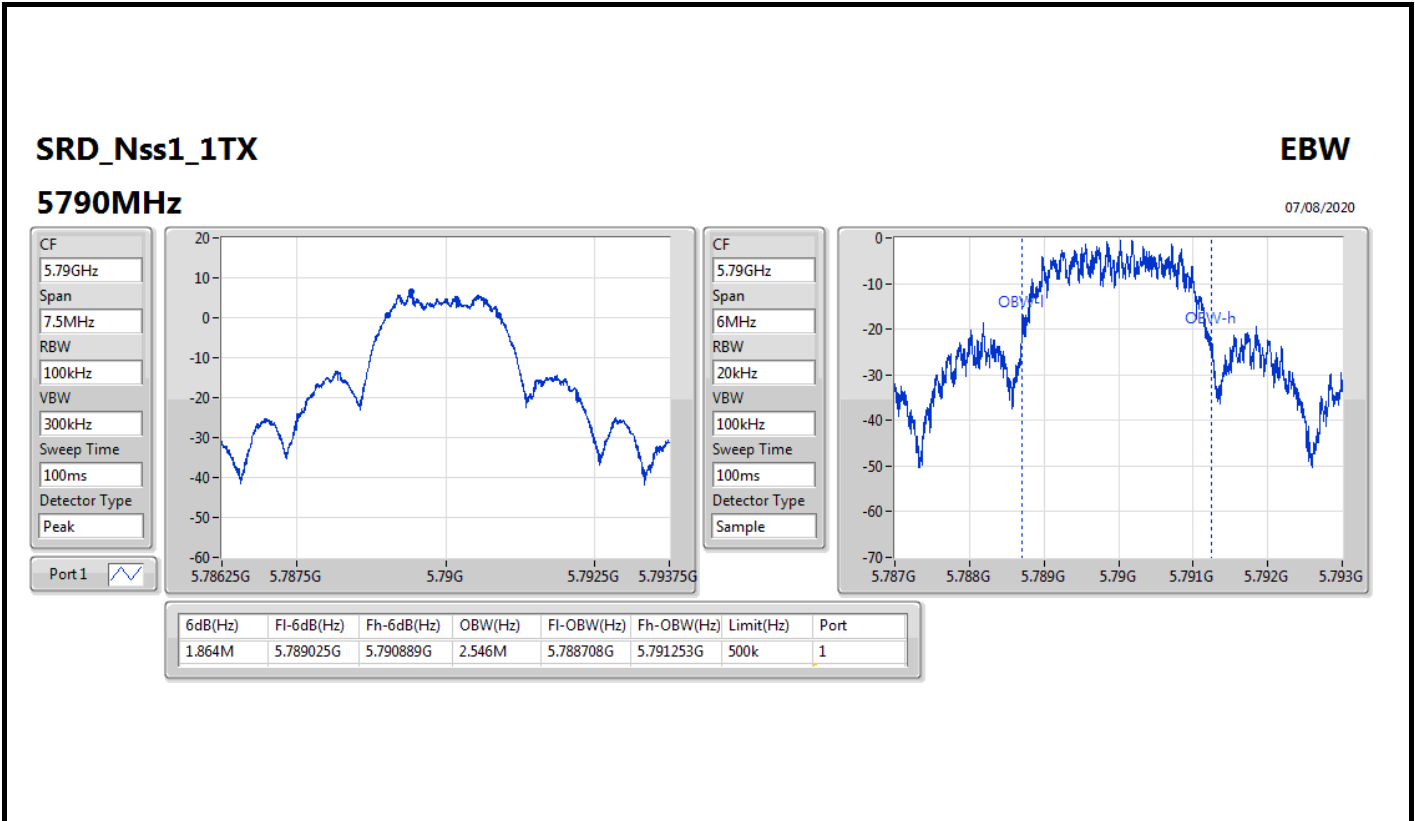 SRD_Nss1_1TX
EBW
5790MHz
07/08/2020
CF
5.79GHz
Span
7.5MHz
RBW
100kHz
VBW
300kHz
Sweep Time
100ms
Detector Type
Peak
Port 1
20
10
0
-10
-20
-30
-40
-50
-60
5.78625G 5.7875G 5.79G 5.7925G 5.79375G
CF
5.79GHz
Span
6MHz
RBW
20kHz
VBW
100kHz
Sweep Time
100ms
Detector Type
Sample
0
-10
-20
-30
-40
-50
-60
-70
OBW-l
OBW-h
5.787G 5.788G 5.789G 5.79G 5.791G 5.792G 5.793G
6dB(Hz) Fl-6dB(Hz) Fh-6dB(Hz) OBW(Hz) Fl-OBW(Hz) Fh-OBW(Hz) Limit(Hz) Port
1.864M 5.789025G 5.790889G 2.546M 5.788708G 5.791253G 500k 1